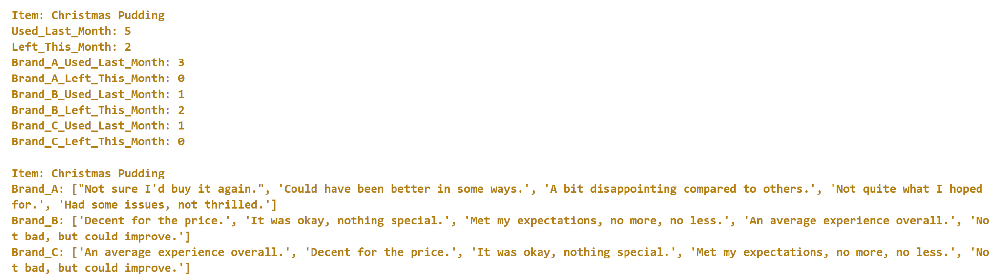 Item: Christmas Pudding
Used_Last_Month: 5
Left_This_Month: 2
Brand_A_Used_Last_Month: 3
Brand_A_Left_This_Month: 0
Brand_B_Used_Last_Month: 1
Brand_B_Left_This_Month: 2
Brand_C_Used_Last_Month: 1
Brand_C_Left_This_Month: 0

Item: Christmas Pudding
Brand_A: ["Not sure I'd buy it again.", 'Could have been better in some ways.', 'A bit disappointing compared to others.', 'Not quite what I hoped
for.', 'Had some issues, not thrilled.']
Brand_B: ['Decent for the price.', 'It was okay, nothing special.', 'Met my expectations, no more, no less.', 'An average experience overall.', 'No
t bad, but could improve.']
Brand_C: ['An average experience overall.', 'Decent for the price.', 'It was okay, nothing special.', 'Met my expectations, no more, no less.', 'No
t bad, but could improve.']